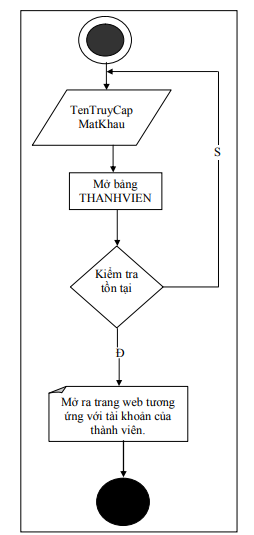 TenTruyCap
MatKhau
S
Mở bảng
THANHVIEN
Kiểm tra
tồn tại
Đ
Mở ra trang web tương
ứng với tài khoản của
thành viên.